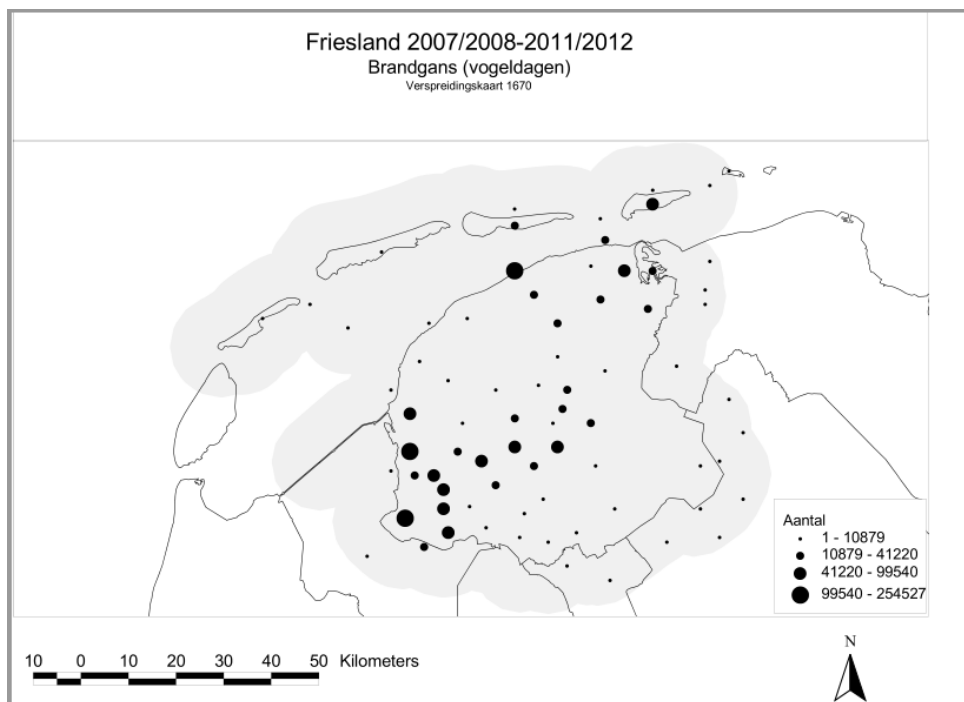 Friesland 2007/2008-2011/2012
Brandgans (vogeldagen)
Verspreidingskaart 1670
Aantal
1 - 10879
10879 - 41220
41220 - 99540
99540 - 254527
10 0 10 20 30 40 50 Kilometers
N